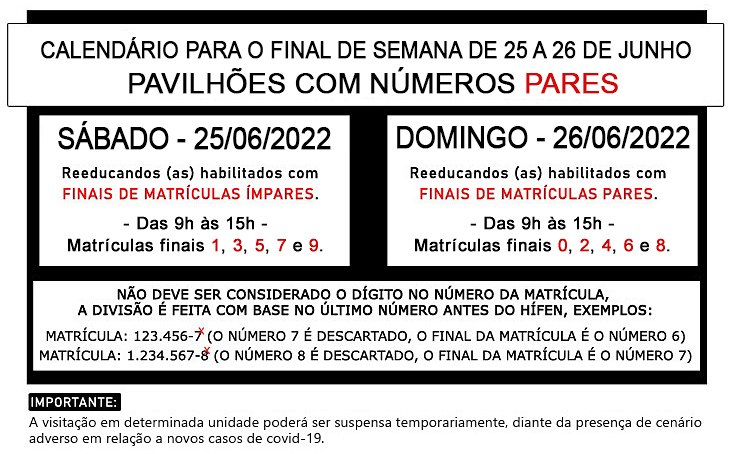 CALENDÁRIO PARA O FINAL DE SEMANA DE 25 A 26 DE JUNHO
PAVILHÕES COM NÚMEROS PARES
SÁBADO - 25/06/2022
Reeducandos (as) habilitados com
FINAIS DE MATRÍCULAS ÍMPARES.
- Das 9h às 15h -
Matrículas finais 1, 3, 5, 7 e 9.
DOMINGO - 26/06/2022
Reeducandos (as) habilitados com
FINAIS DE MATRÍCULAS PARES.
- Das 9h às 15h -
Matrículas finais 0, 2, 4, 6 e 8.
NÃO DEVE SER CONSIDERADO O DÍGITO NO NÚMERO DA MATRÍCULA,
A DIVISÃO É FEITA COM BASE NO ÚLTIMO NÚMERO ANTES DO HÍFEN, EXEMPLOS:
MATRÍCULA: 123.456-7x (O NÚMERO 7 É DESCARTADO, O FINAL DA MATRÍCULA É O NÚMERO 6)
MATRÍCULA: 1.234.567-8x (O NÚMERO 8 É DESCARTADO, O FINAL DA MATRÍCULA É O NÚMERO 7)
IMPORTANTE:
A visitação em determinada unidade poderá ser suspensa temporariamente, diante da presença de cenário
adverso em relação a novos casos de covid-19.